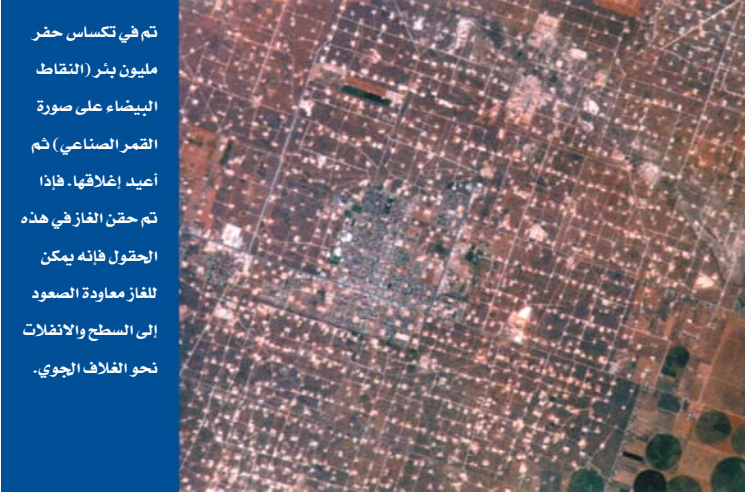 تم في تكساس حفر
مليون بئر (النقاط
البيضاء على صورة
القمر الصناعي) ثم
أعيد إغلاقها. فإذا
تم حقن الغاز في هذه
الحقول فإنه يمكن
للغاز معاودة الصعود
إلى السطح والانفلات
نحو الغلاف الجوي.